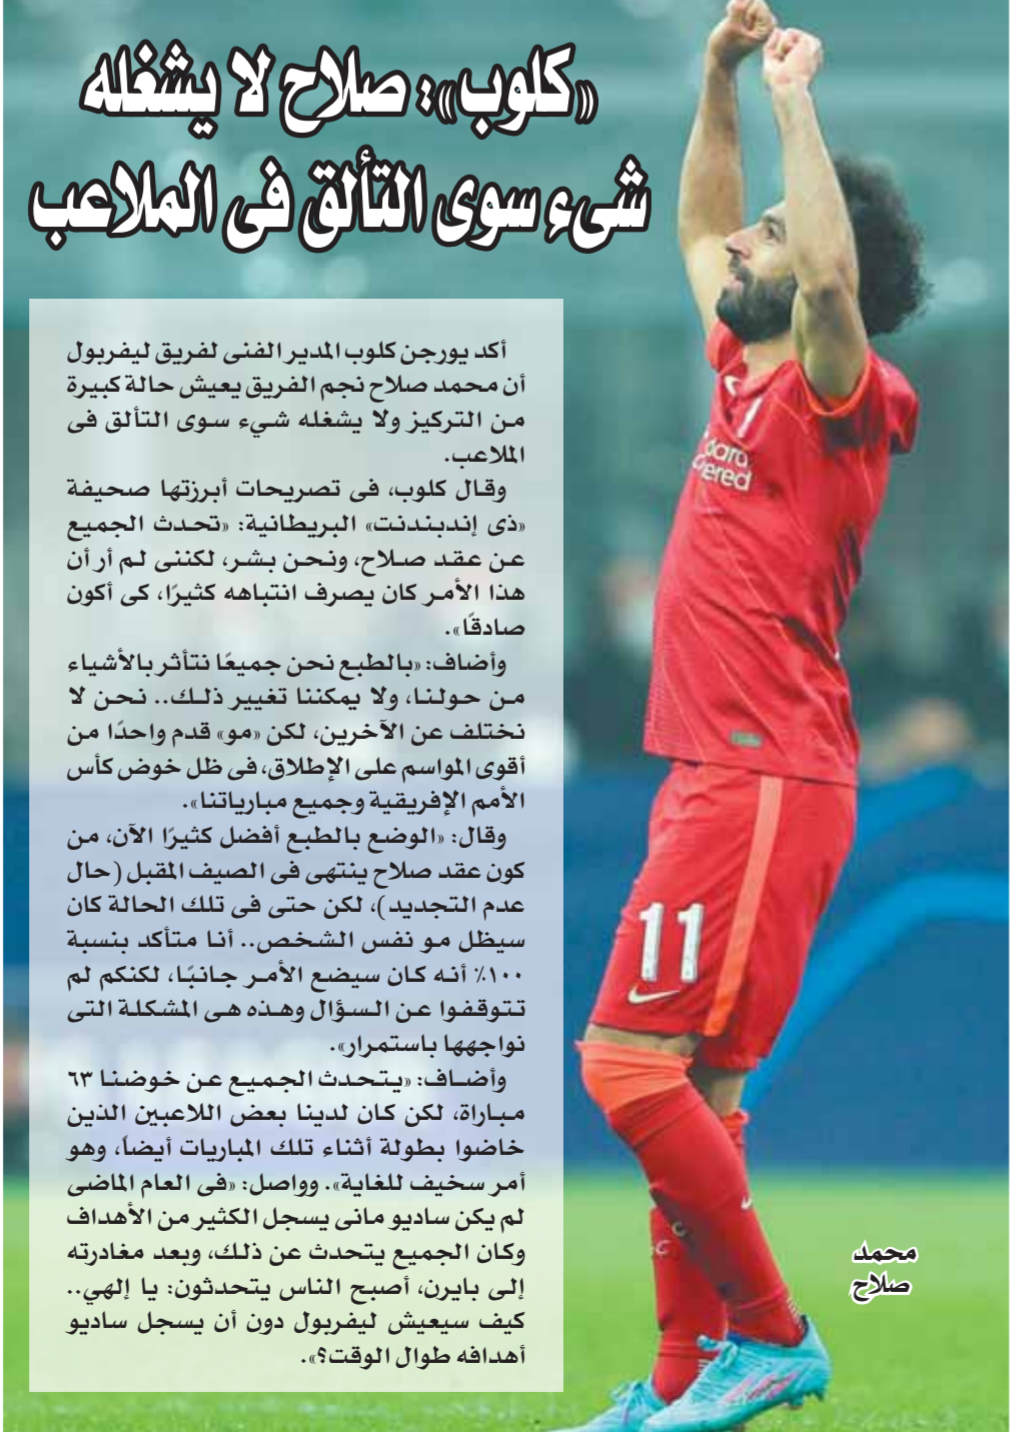 «كلوب»: صلاح لا يشغله
شىء سوى التألق فى الملاعب
أكد يورجن كلوب المدير الفنى لفريق ليفربول
أن محمد صلاح نجم الفريق يعيش حالة كبيرة
من التركيز ولا يشغله شيء سوى التألق فى
الملاعب.
وقال كلوب، فى تصريحات أبرزتها صحيفة
«ذى إندبندنت» البريطانية: «تحدث الجميع
عن عقد صلاح، ونحن بشر، لكننى لم أر أن
هذا الأمر كان يصرف انتباهه كثيرًا، كى أكون
صادقًا».
وأضاف: «بالطبع نحن جميعًا نتأثر بالأشياء
من حولنا، ولا يمكننا تغيير ذلك.. نحن لا
نختلف عن الآخرين، لكن «مو» قدم واحدًا من
أقوى المواسم على الإطلاق، فى ظل خوض كأس
الأمم الإفريقية وجميع مبارياتنا».
وقال: «الوضع بالطبع أفضل كثيرًا الآن، من
كون عقد صلاح ينتهى فى الصيف المقبل (حال
عدم التجديد)، لكن حتى فى تلك الحالة كان
سيظل مو نفس الشخص.. أنا متأكد بنسبة
١٠٠٪ أنه كان سيضع الأمر جانبًا، لكنكم لم
تتوقفوا عن السؤال وهذه هى المشكلة التى
نواجهها باستمرار».
وأضاف: «يتحدث الجميع عن خوضنا ٦٣
مباراة، لكن كان لدينا بعض اللاعبين الذين
خاضوا بطولة أثناء تلك المباريات أيضاً، وهو
أمر سخيف للغاية». وواصل: «فى العام الماضى
لم يكن ساديو مانى يسجل الكثير من الأهداف
وكان الجميع يتحدث عن ذلك، وبعد مغادرته
إلى بايرن، أصبح الناس يتحدثون: يا إلهي..
كيف سيعيش ليفربول دون أن يسجل ساديو
أهدافه طوال الوقت؟».
11
محمد
صلاح